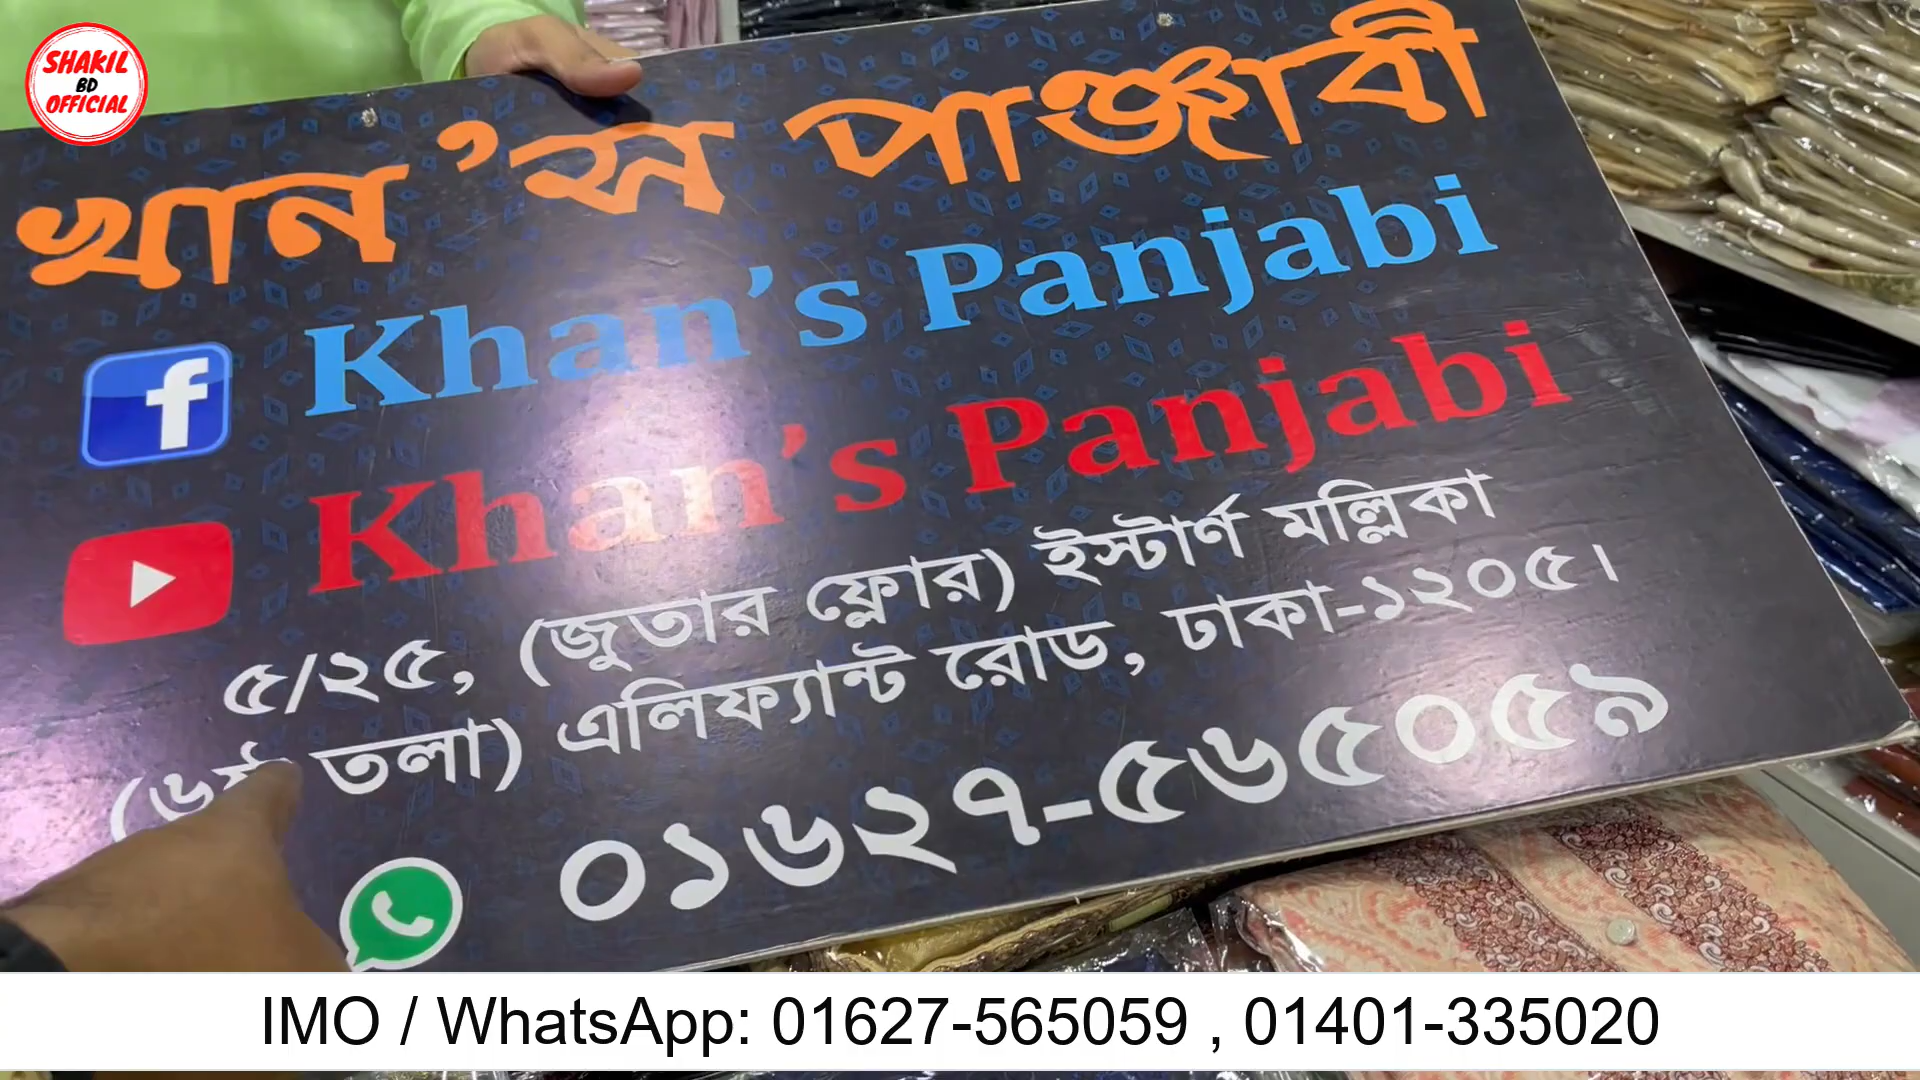 SHAKIL
BD
OFFICIAL
খান'স পাঞ্জাবী
Khan's Panjabi
Khan's Panjabi
৫/২৫, (জুতার ফ্লোর) ইস্টার্ণ মল্লিকা
তলা) এলিফ্যান্ট রোড, ঢাকা-১২০৫।
০১৬২৭-৫৬৫০৫৯
IMO / WhatsApp: 01627-565059 , 01401-335020